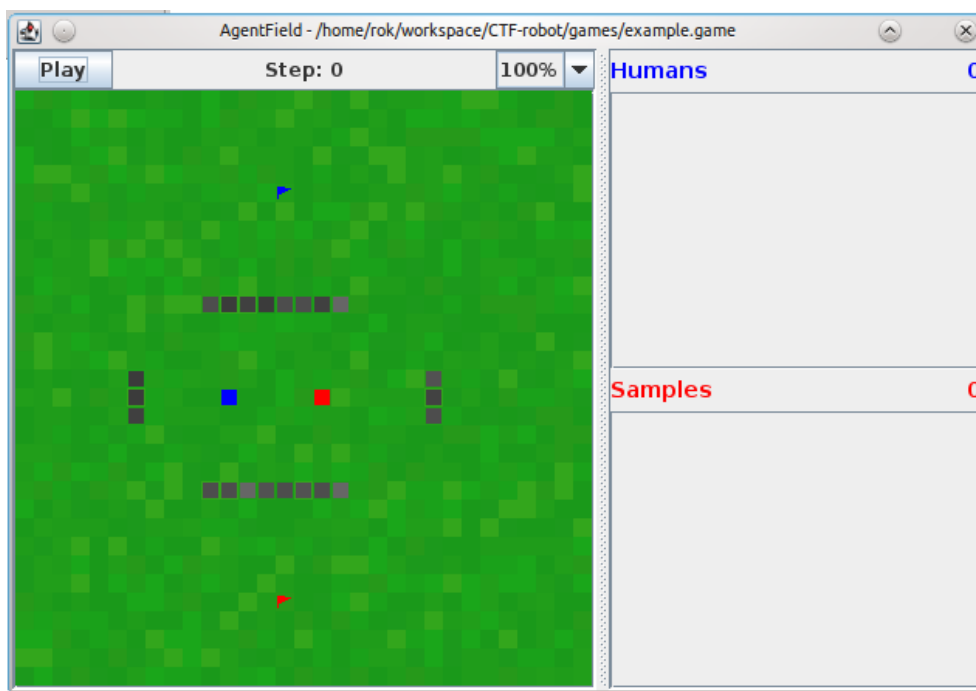 AgentField - /home/rok/workspace/CTF-robot/games/example.game
Play Step: 0 100%
Humans 0
Samples 0